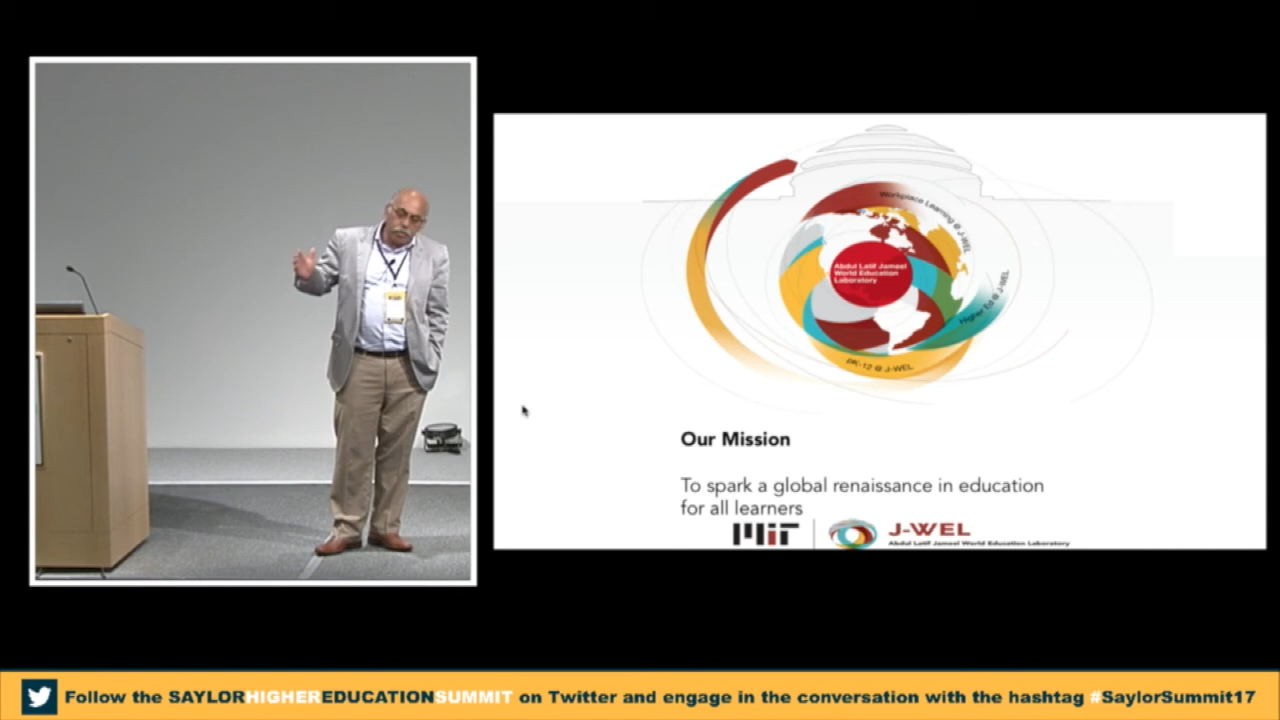 Workplace Learning @ J-WEL
Abdul Latif Jameel
World Education
Laboratory
Higher Ed @ J-WEL
pK-12 @ J-WEL
Our Mission
To spark a global renaissance in education
for all learners
MIT J-WEL
Abdul Latif Jameel World Education Laboratory
Follow the SAYLORHIGHEREDUCATIONSUMMIT on Twitter and engage in the conversation with the hashtag #SaylorSummit17